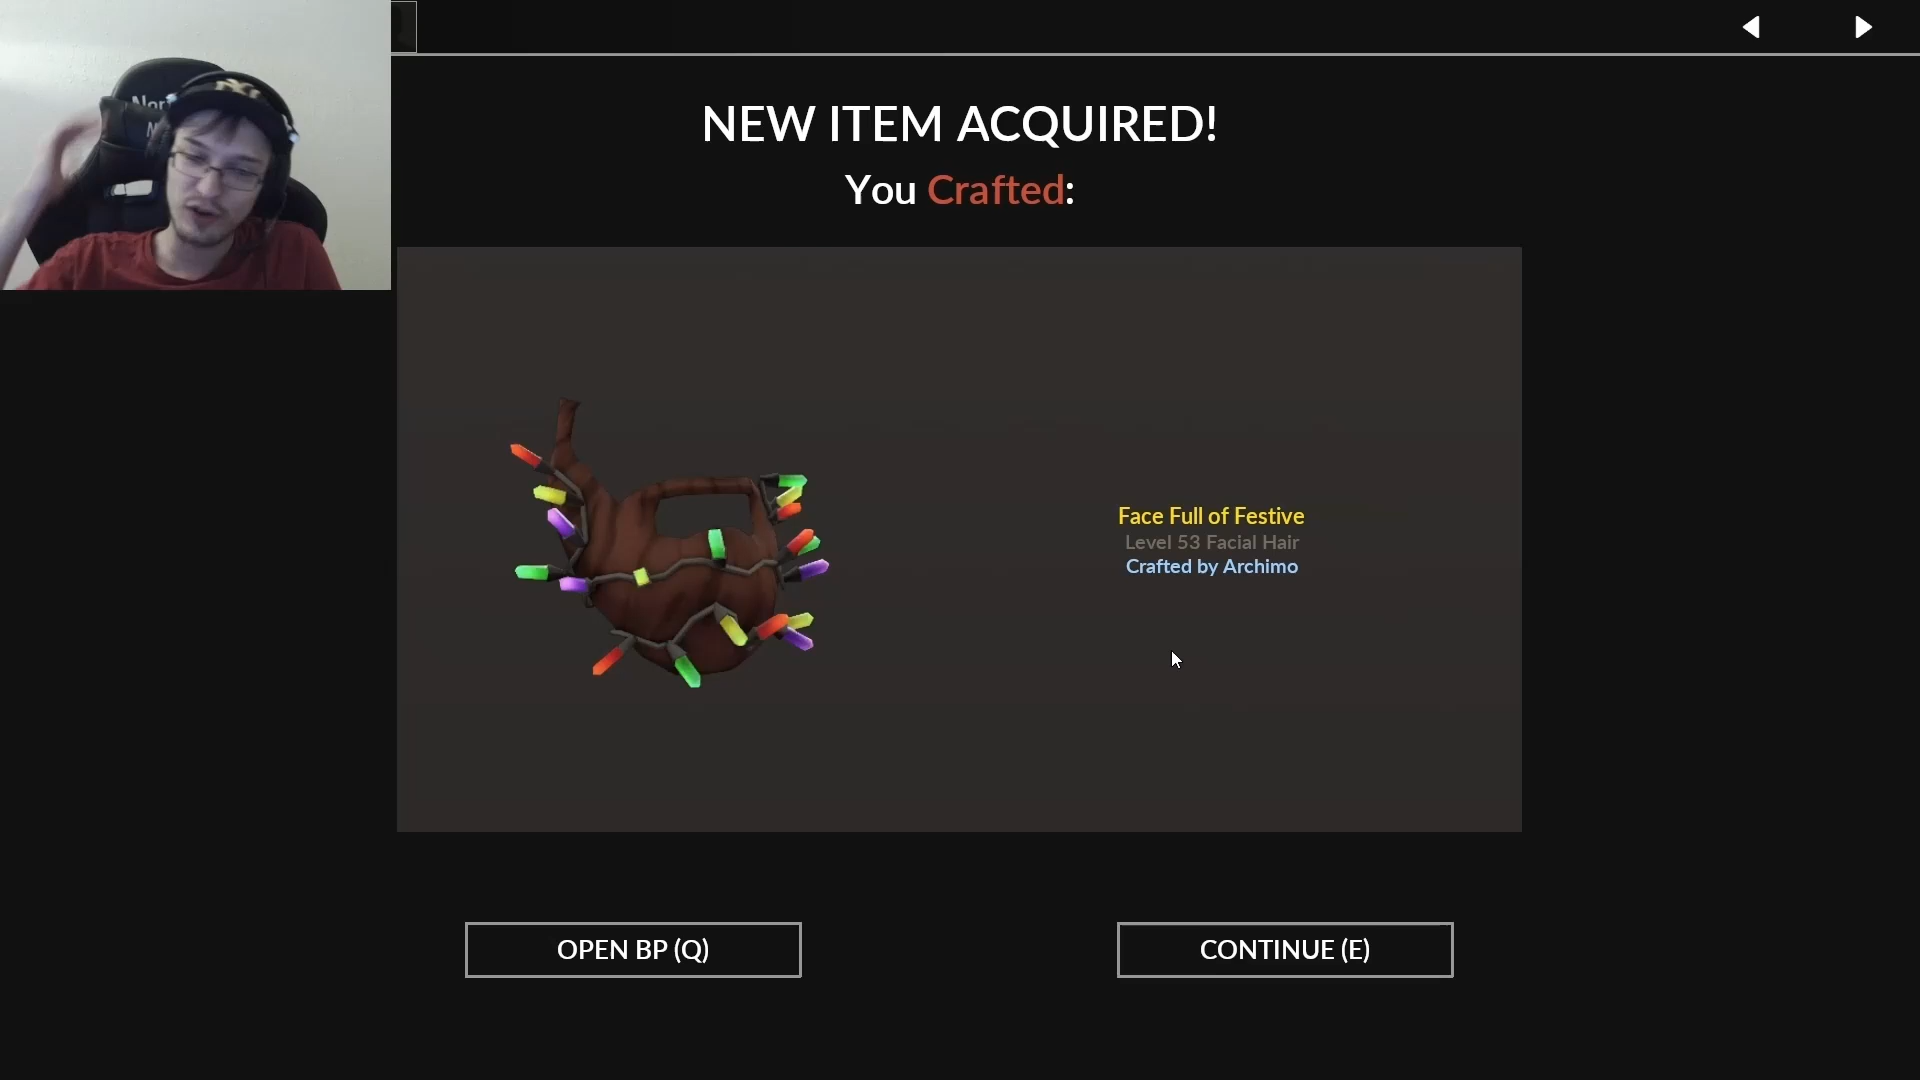 NEW ITEM ACQUIRED!
You Crafted:
Face Full of Festive
Level 53 Facial Hair
Crafted by Archimo
OPEN BP (Q)
CONTINUE (E)